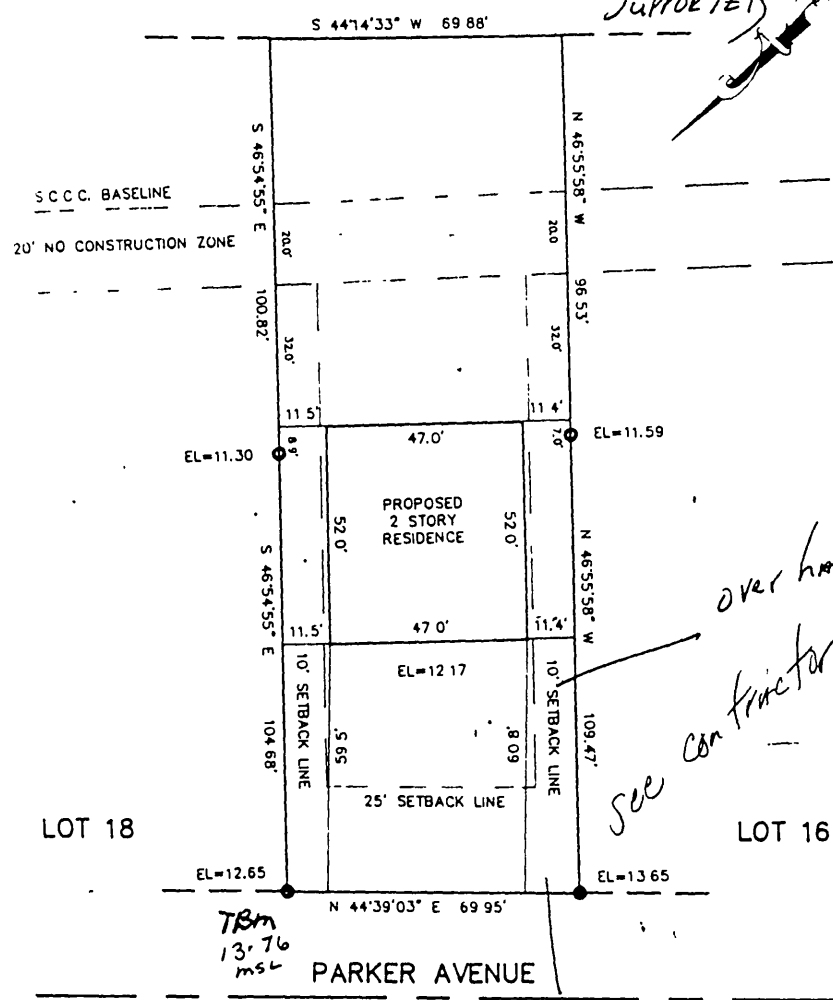 SUPPORTED
S 44°14'33" W 69 88'
S 46°54'55" E
N 46°55'58" W
S C C C. BASELINE
20' NO CONSTRUCTION ZONE
20.0'
20.0
100.82'
96 53'
32.0'
32.0'
11 5'
11 4'
47.0'
8 9'
7.0'
EL=11.30
EL=11.59
PROPOSED
2 STORY
RESIDENCE
52 0'
52 0'
S 46°54'55" E
N 46°55'58" W
over
11.5'
47 0'
11.4'
EL=12 17
10' SETBACK LINE
10' SETBACK LINE
see contractor
104 68'
109.47'
59 5'
60 8'
25' SETBACK LINE
LOT 18
LOT 16
EL=12.65
EL=13 65
N 44°39'03" E 69 95'
TBM
13.76
MSL
PARKER AVENUE